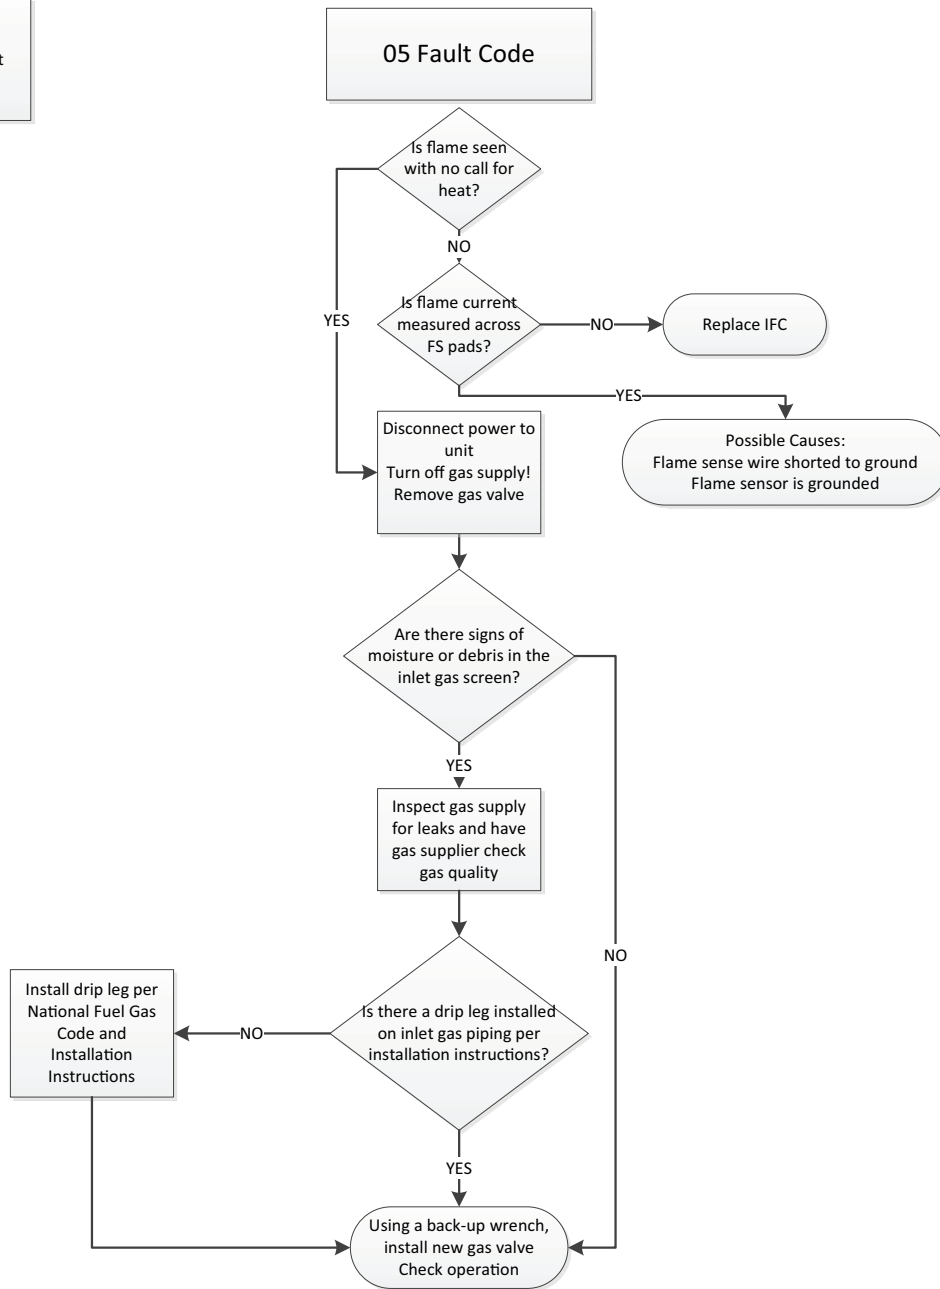 t
05 Fault Code
Is flame seen
with no call for
heat?
NO
YES
Is flame current
measured across
FS pads?
NO
Replace IFC
YES
Possible Causes:
Flame sense wire shorted to ground
Flame sensor is grounded
Disconnect power to
unit
Turn off gas supply!
Remove gas valve
Are there signs of
moisture or debris in the
inlet gas screen?
YES
NO
Inspect gas supply
for leaks and have
gas supplier check
gas quality
Is there a drip leg installed
on inlet gas piping per
installation instructions?
NO
Install drip leg per
National Fuel Gas
Code and
Installation
Instructions
YES
Using a back-up wrench,
install new gas valve
Check operation